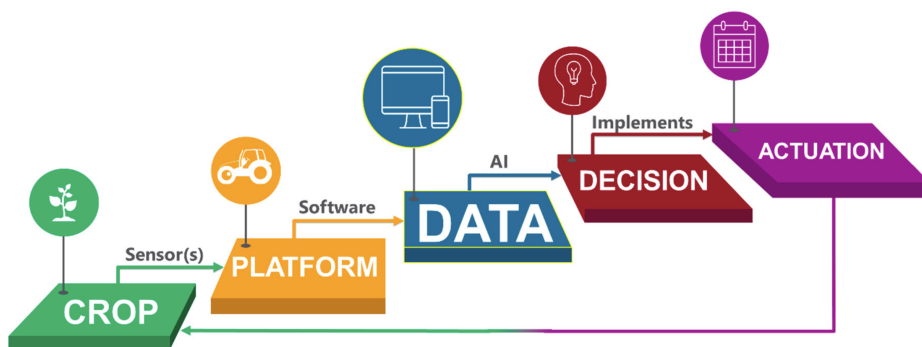 CROP
Sensor(s)
PLATFORM
Software
DATA
AI
DECISION
Implements
ACTUATION